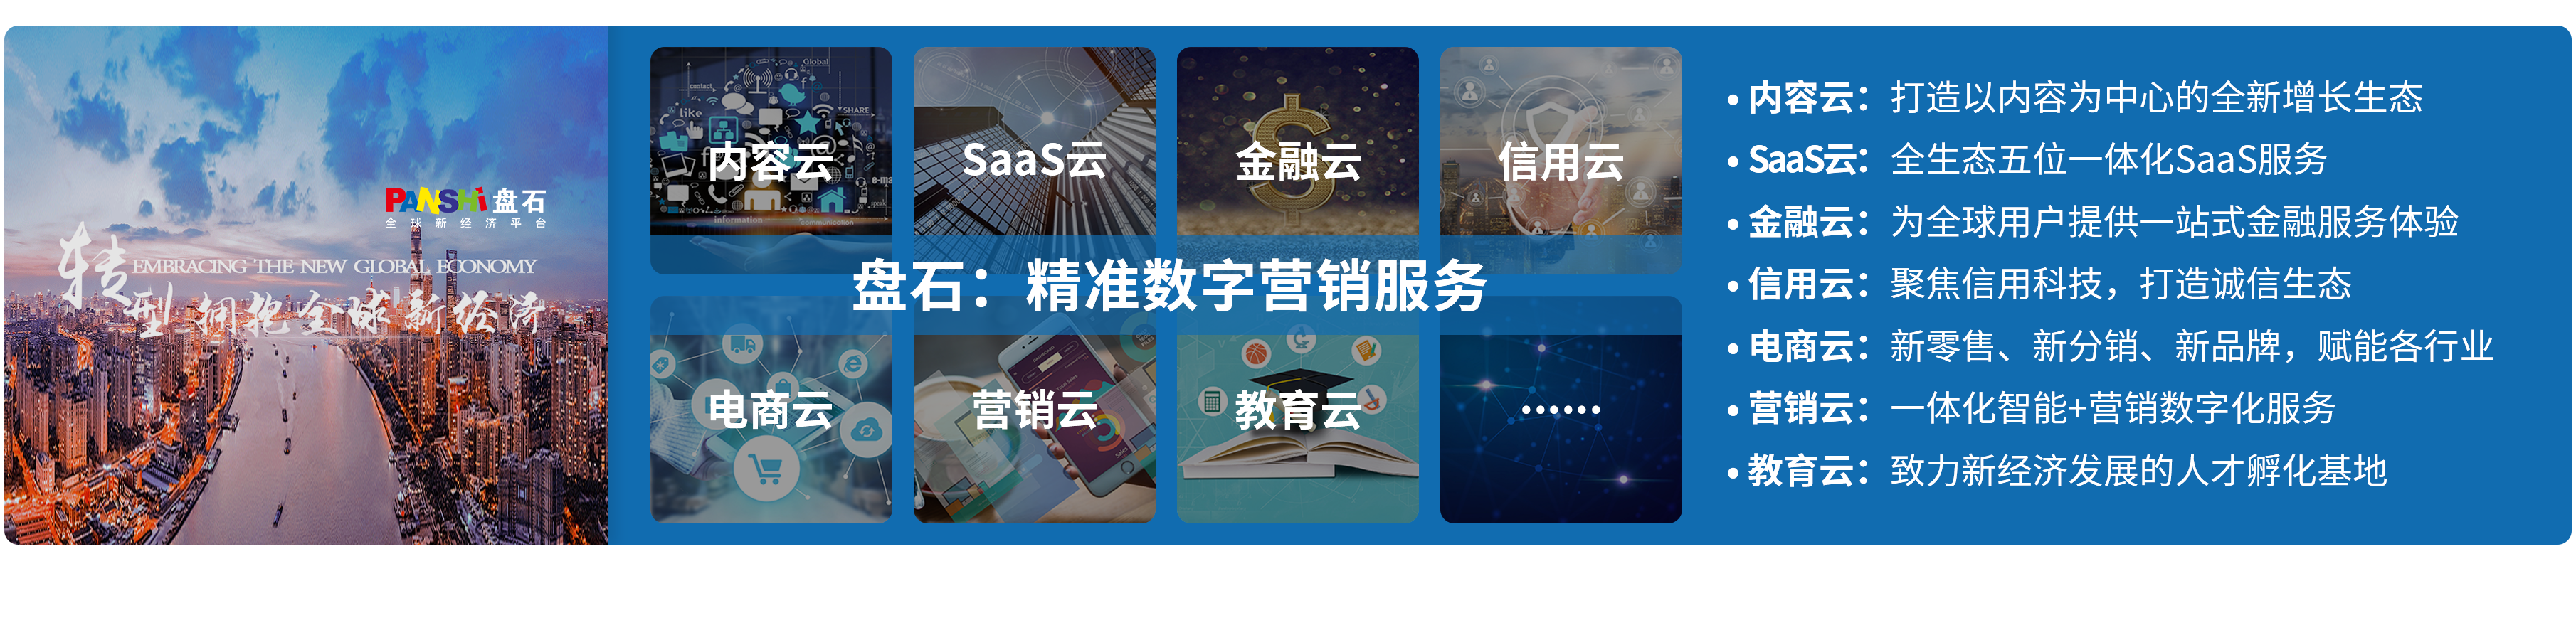 PANSHi 盘石
全球新经济平台
转
EMBRACING THE NEW GLOBAL ECONOMY
型 拥抱全球新经济
Global
contact
SHARE
like
内容云
SaaS云
金融云
信用云
e-ma
speak
information
communication
盘石：精准数字营销服务
电商云
营销云
教育云
······
• 内容云：打造以内容为中心的全新增长生态
• SaaS云：全生态五位一体化SaaS服务
• 金融云：为全球用户提供一站式金融服务体验
• 信用云：聚焦信用科技，打造诚信生态
• 电商云：新零售、新分销、新品牌，赋能各行业
• 营销云：一体化智能+营销数字化服务
• 教育云：致力新经济发展的人才孵化基地